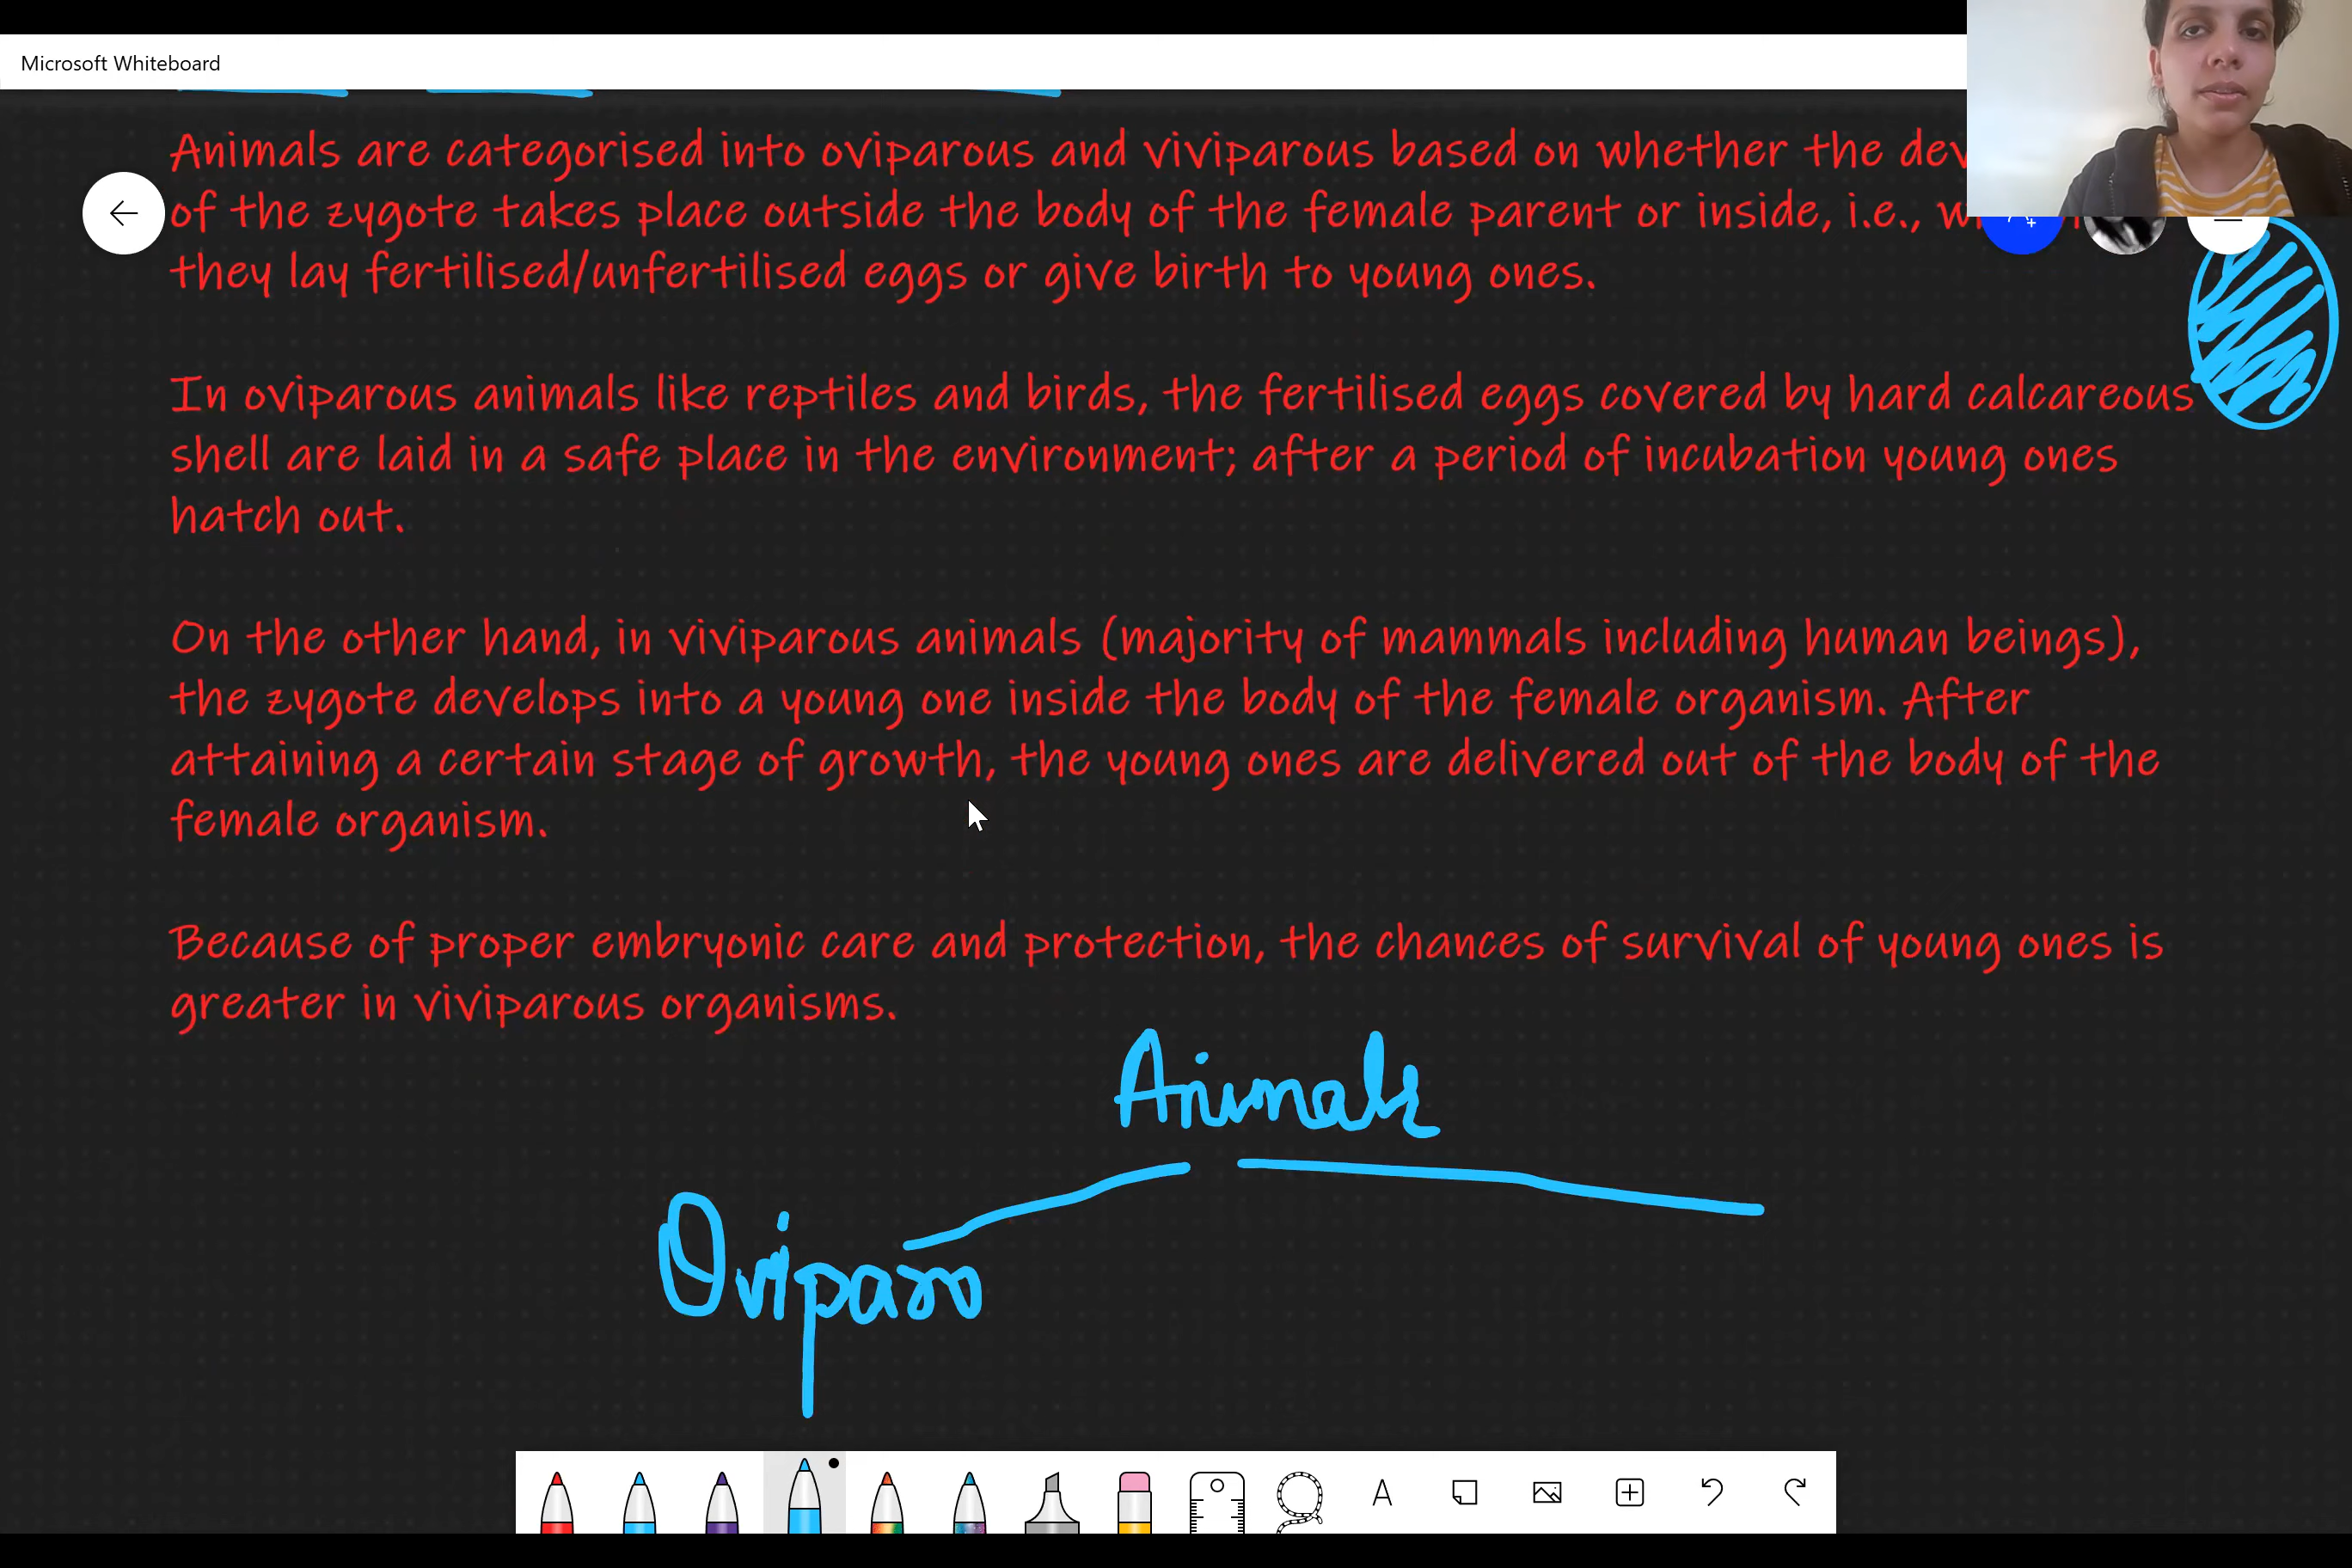 Microsoft Whiteboard
Animals are categorised into oviparous and viviparous based on whether the dev
of the zygote takes place outside the body of the female parent or inside, i.e.,
they lay fertilised/unfertilised eggs or give birth to young ones.
In oviparous animals like reptiles and birds, the fertilised eggs covered by hard calcareous
shell are laid in a safe place in the environment; after a period of incubation young ones
hatch out.
On the other hand, in viviparous animals (majority of mammals including human beings),
the zygote develops into a young one inside the body of the female organism. After
attaining a certain stage of growth, the young ones are delivered out of the body of the
female organism.
Because of proper embryonic care and protection, the chances of survival of young ones is
greater in viviparous organisms.
Animals
Oviparo